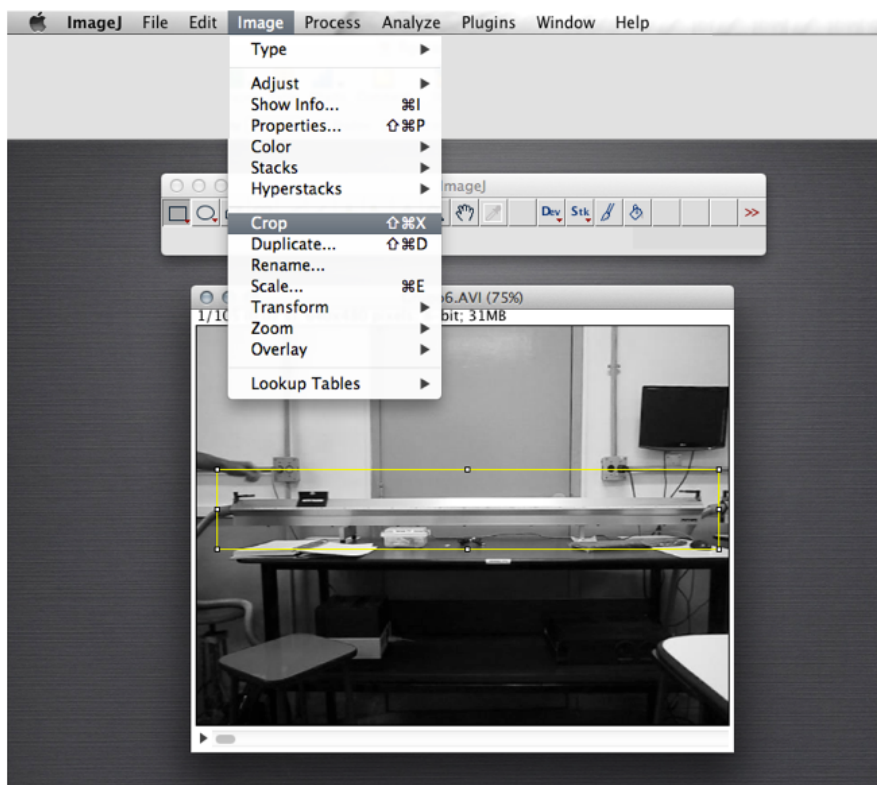 ImageJ File Edit Image Process Analyze Plugins Window Help
Type
Adjust
Show Info... ⌘I
Properties... ⇧⌘P
Color
Stacks
Hyperstacks
Crop ⇧⌘X
Duplicate... ⇧⌘D
Rename...
Scale... ⌘E
Transform
Zoom
Overlay
Lookup Tables
mageJ
Dev Stk >>
6.AVI (75%)
1/10 bit; 31MB